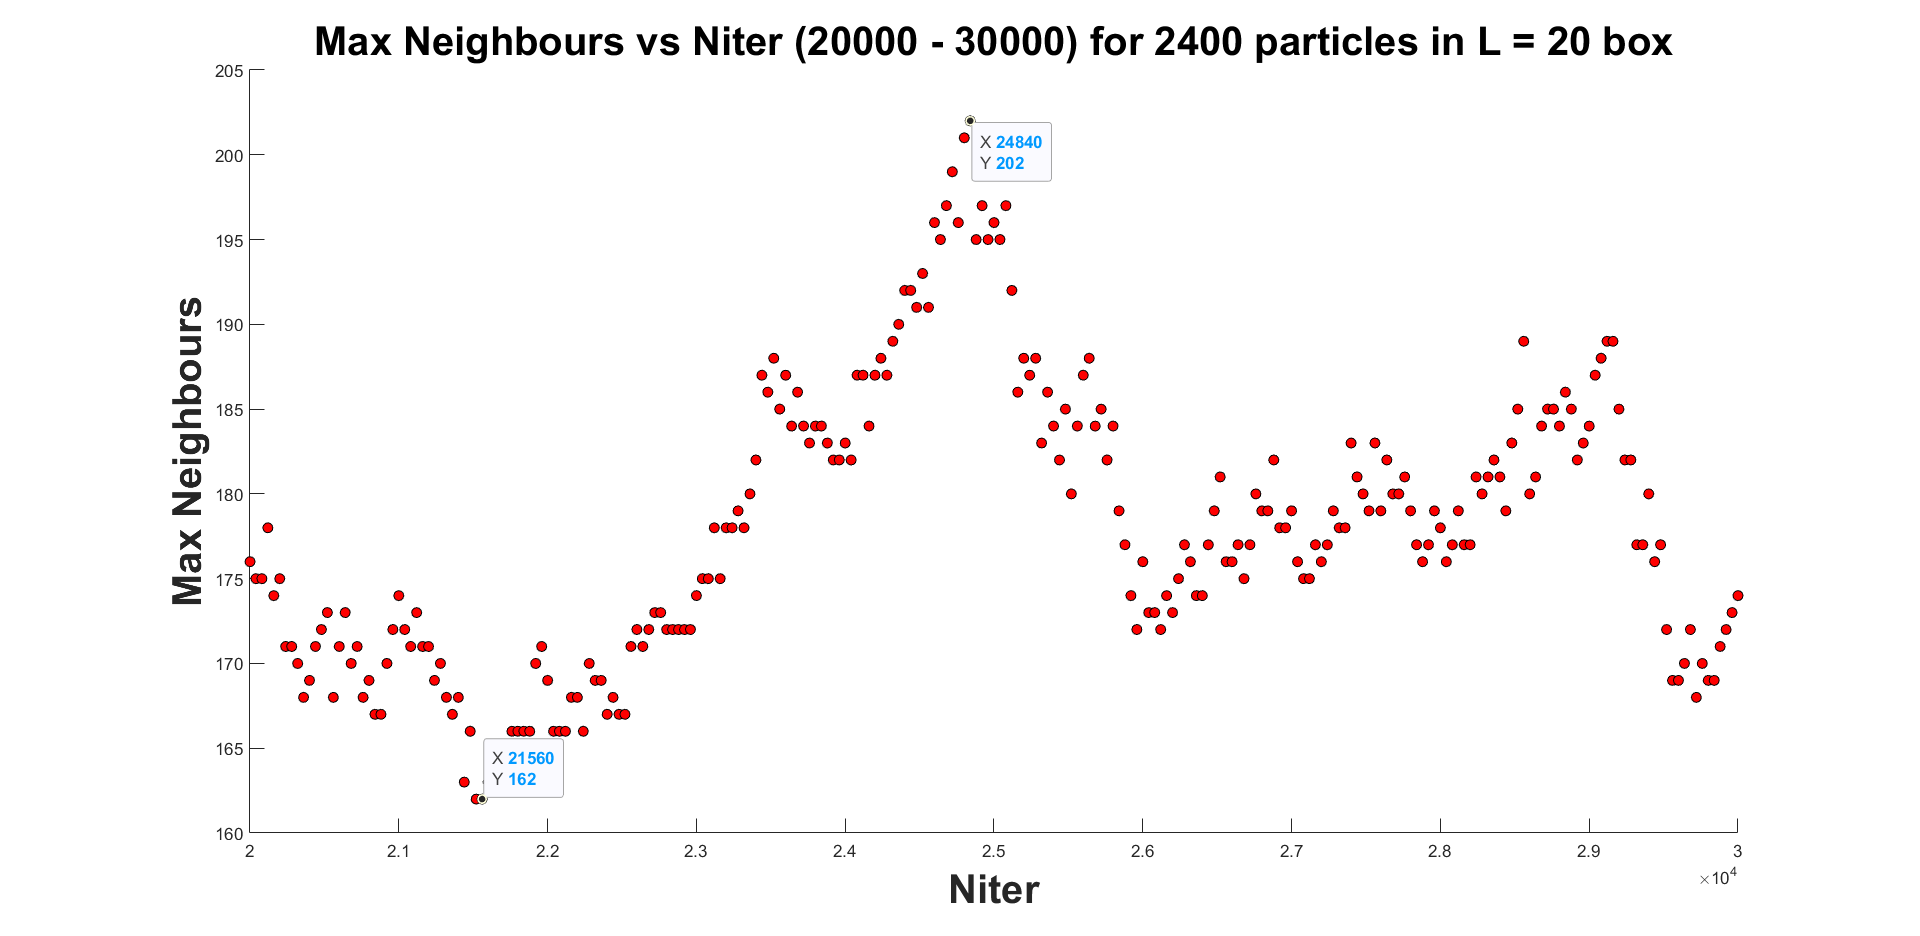 Max Neighbours vs Niter (20000 - 30000) for 2400 particles in L = 20 box
205
200
195
190
185
180
175
170
165
160
Max Neighbours
X 24840
Y 202
X 21560
Y 162
2 2.1 2.2 2.3 2.4 2.5 2.6 2.7 2.8 2.9 3
×10⁴
Niter